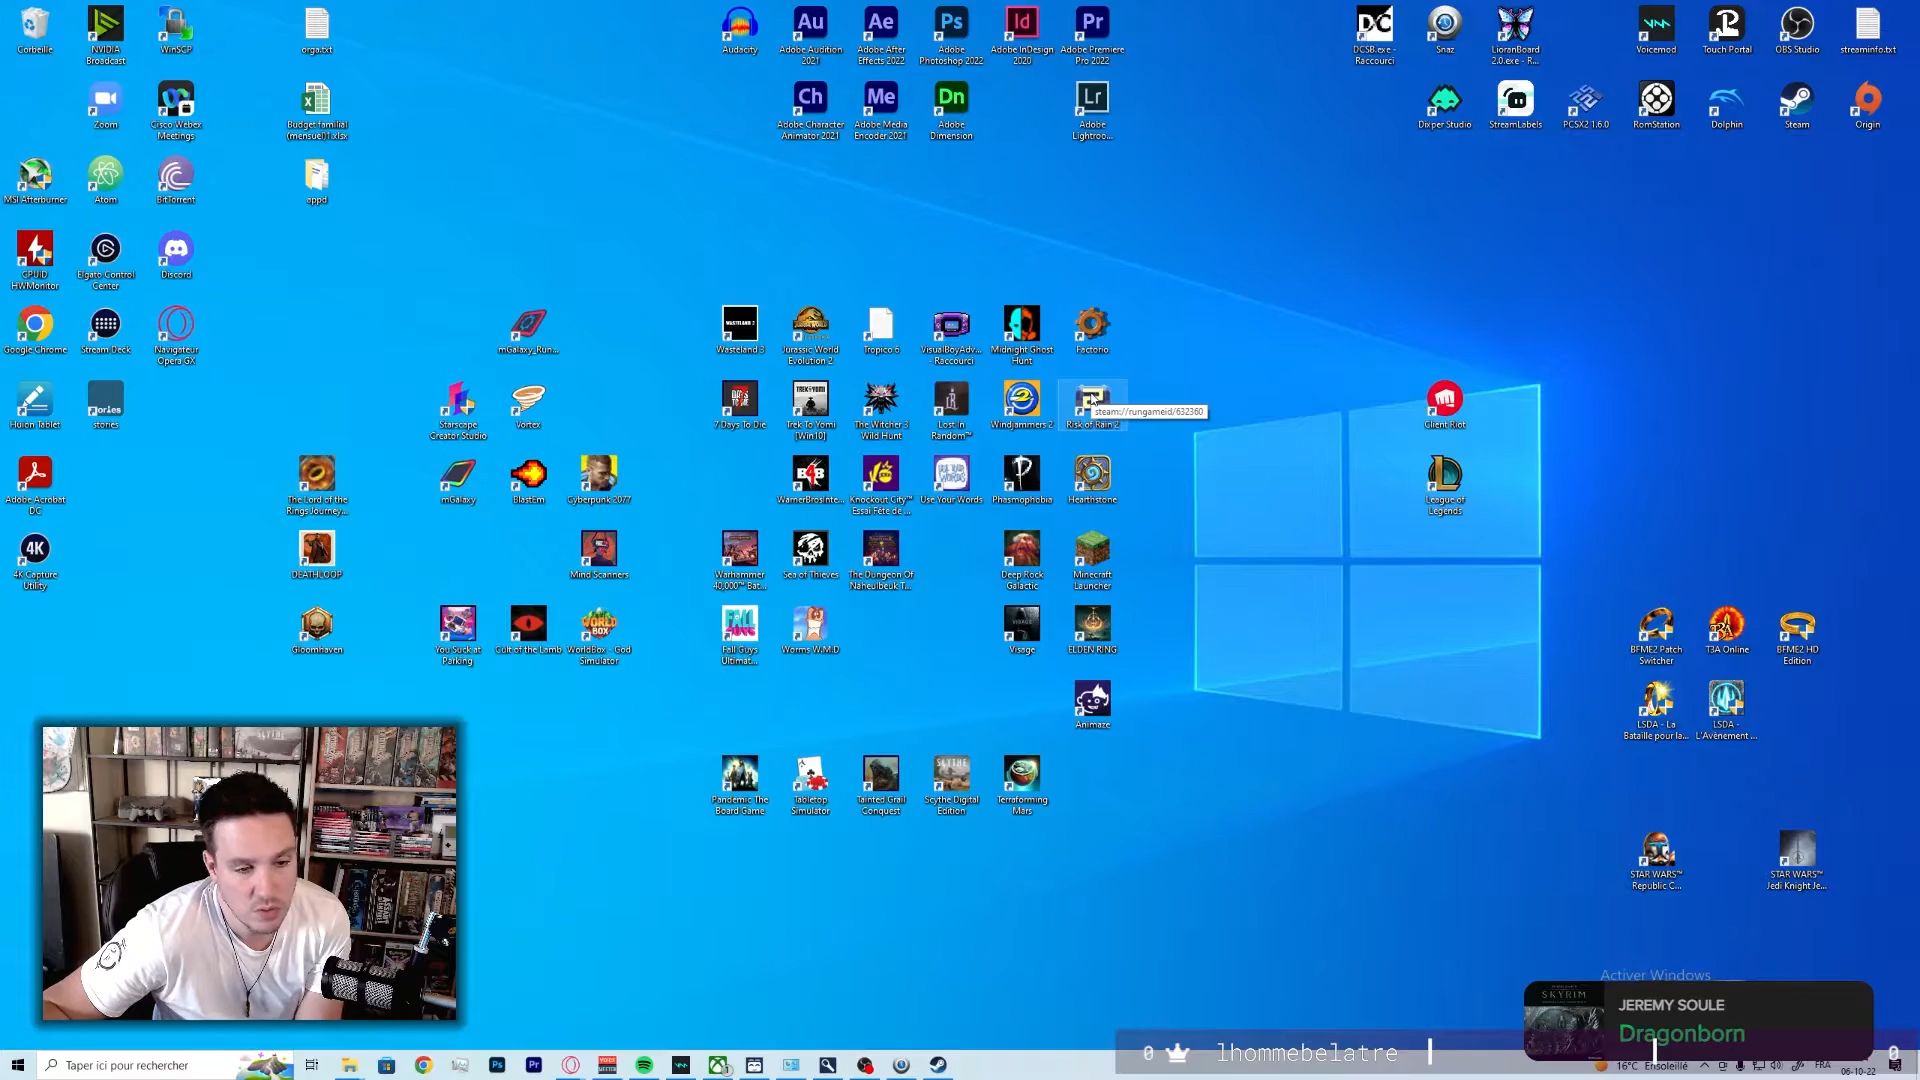 Corbeille
NVIDIA Broadcast
WinSCP
orga.txt
Audacity
Adobe Audition 2021
Adobe After Effects 2022
Adobe Photoshop 2022
Adobe InDesign 2020
Adobe Premiere Pro 2022
DCSB.exe - Raccourci
Snaz
LioranBoard 2.0.exe - R...
Voicemod
Touch Portal
OBS Studio
streaminfo.txt
Zoom
Cisco Webex Meetings
Budget familial (mensuel)1.xlsx
Adobe Character Animator 2021
Adobe Media Encoder 2021
Adobe Dimension
Adobe Lightroo...
Dixper Studio
StreamLabels
PCSX2 1.6.0
RomStation
Dolphin
Steam
Origin
MSI Afterburner
Atom
BitTorrent
appd
CPUID HWMonitor
Elgato Control Center
Discord
Google Chrome
Stream Deck
Navigateur Opera GX
mGalaxy_Run...
Wasteland 3
Jurassic World Evolution 2
Tropico 6
VisualBoyAdv... - Raccourci
Midnight Ghost Hunt
Factorio
Huion Tablet
stories
Starscape Creator Studio
Vortex
7 Days To Die
Trek To Yomi [Win10]
The Witcher 3 Wild Hunt
Lost In Random™
Windjammers 2
Risk of Rain 2
steam://rungameid/632360
Client Riot
Adobe Acrobat DC
The Lord of the Rings Journey...
mGalaxy
BlastEm
Cyberpunk 2077
WarnerBrosInte...
Knockout City™ Essai Fête de ...
Use Your Words
Phasmophobia
Hearthstone
League of Legends
4K Capture Utility
DEATHLOOP
Mind Scanners
Warhammer 40,000™ Bat...
Sea of Thieves
The Dungeon Of Naheulbeuk T...
Deep Rock Galactic
Minecraft Launcher
Gloomhaven
You Suck at Parking
Cult of the Lamb
WorldBox - God Simulator
Fall Guys Ultimat...
Worms W.M.D
Visage
ELDEN RING
BFME2 Patch Switcher
T3A Online
BFME2 HD Edition
Animaze
LSDA - La Bataille pour la...
LSDA - L'Avènement ...
Pandemic The Board Game
Tabletop Simulator
Tainted Grail Conquest
Scythe Digital Edition
Terraforming Mars
STAR WARS™ Republic C...
STAR WARS™ Jedi Knight Je...
Activer Windows
SKYRIM
JEREMY SOULE
Dragonborn
0 lhommebelatre 0
Taper ici pour rechercher
16°C Ensoleillé
FRA
06-10-22